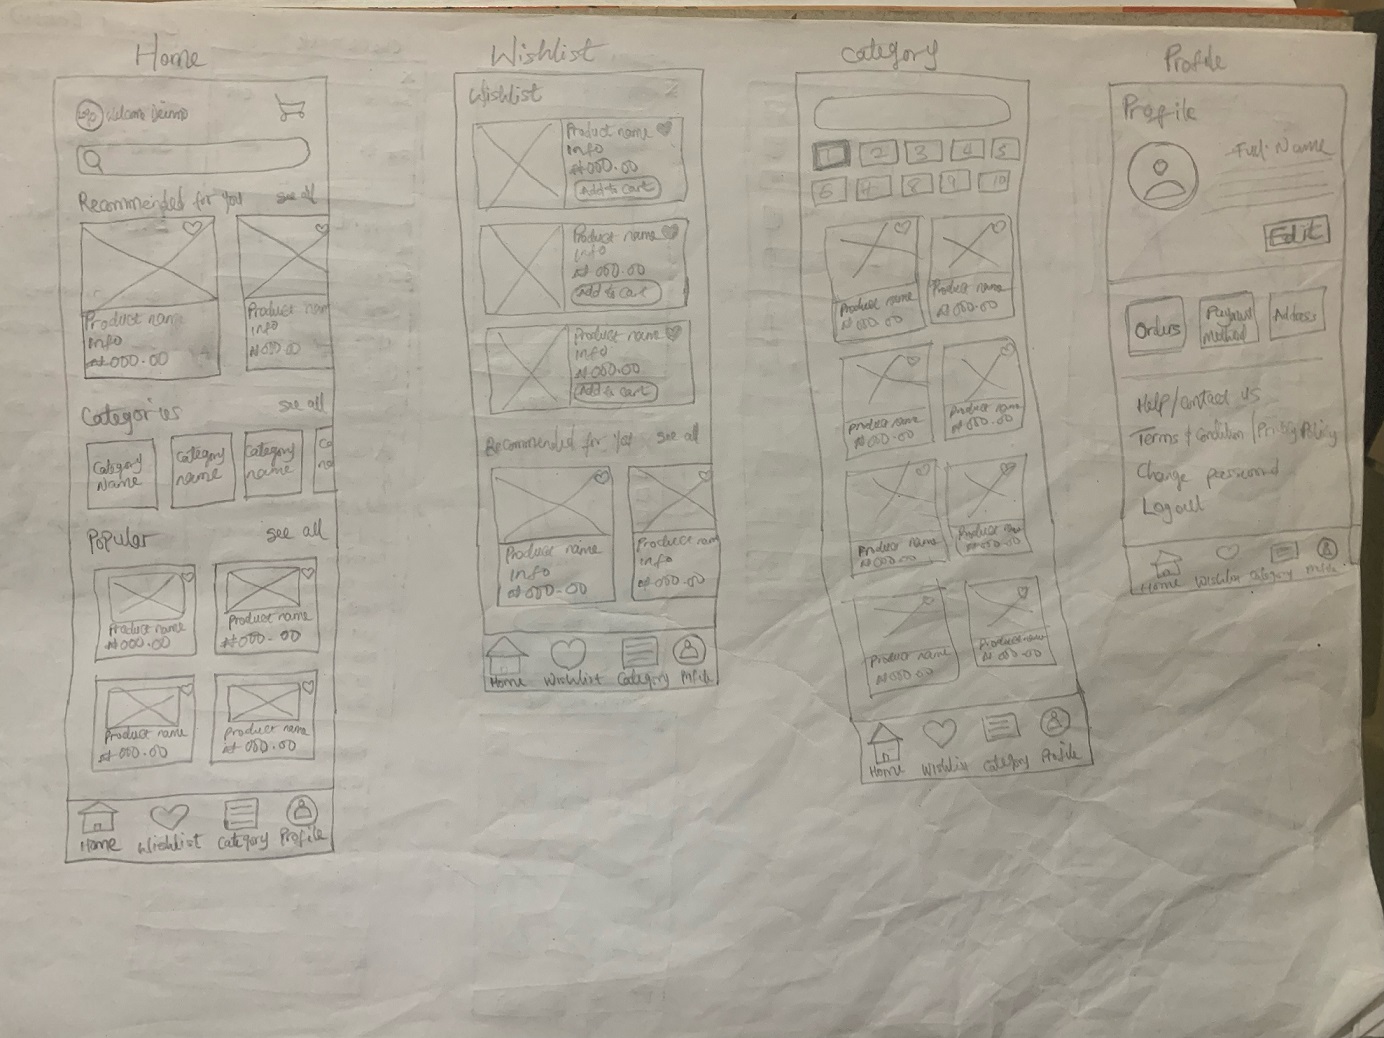 Home
Welcome Deimo
Recommended for you see all
Product name
info
₦000.00
Product nam
info
₦000.00
Categories see all
Category
Name
Category
name
Category
name
Ca
na
Popular see all
Product name
₦000.00
Product name
₦000.00
Product name
₦000.00
Product name
₦000.00
Home Wishlist Category Profile
Wishlist
Wishlist 2
Product name
info
₦000.00
Add to cart
Product name
info
₦000.00
Add to cart
Product name
info
₦000.00
Add to cart
Recommended for you see all
Product name
info
₦000.00
Product nam
info
₦000.00
Home Wishlist Category Profile
Category
1 2 3 4 5
6 7 8 9 10
Product name
₦000.00
Product name
₦000.00
Product name
₦000.00
Product name
₦000.00
Product name
₦000.00
Product name
₦000.00
Product name
₦000.00
Product name
₦000.00
Home Wishlist Category Profile
Profile
Profile
Full Name
Edit
Orders
Payment
method
Address
Help/contact us
Terms & Condition / Privacy Policy
Change password
Logout
Home Wishlist Category Profile